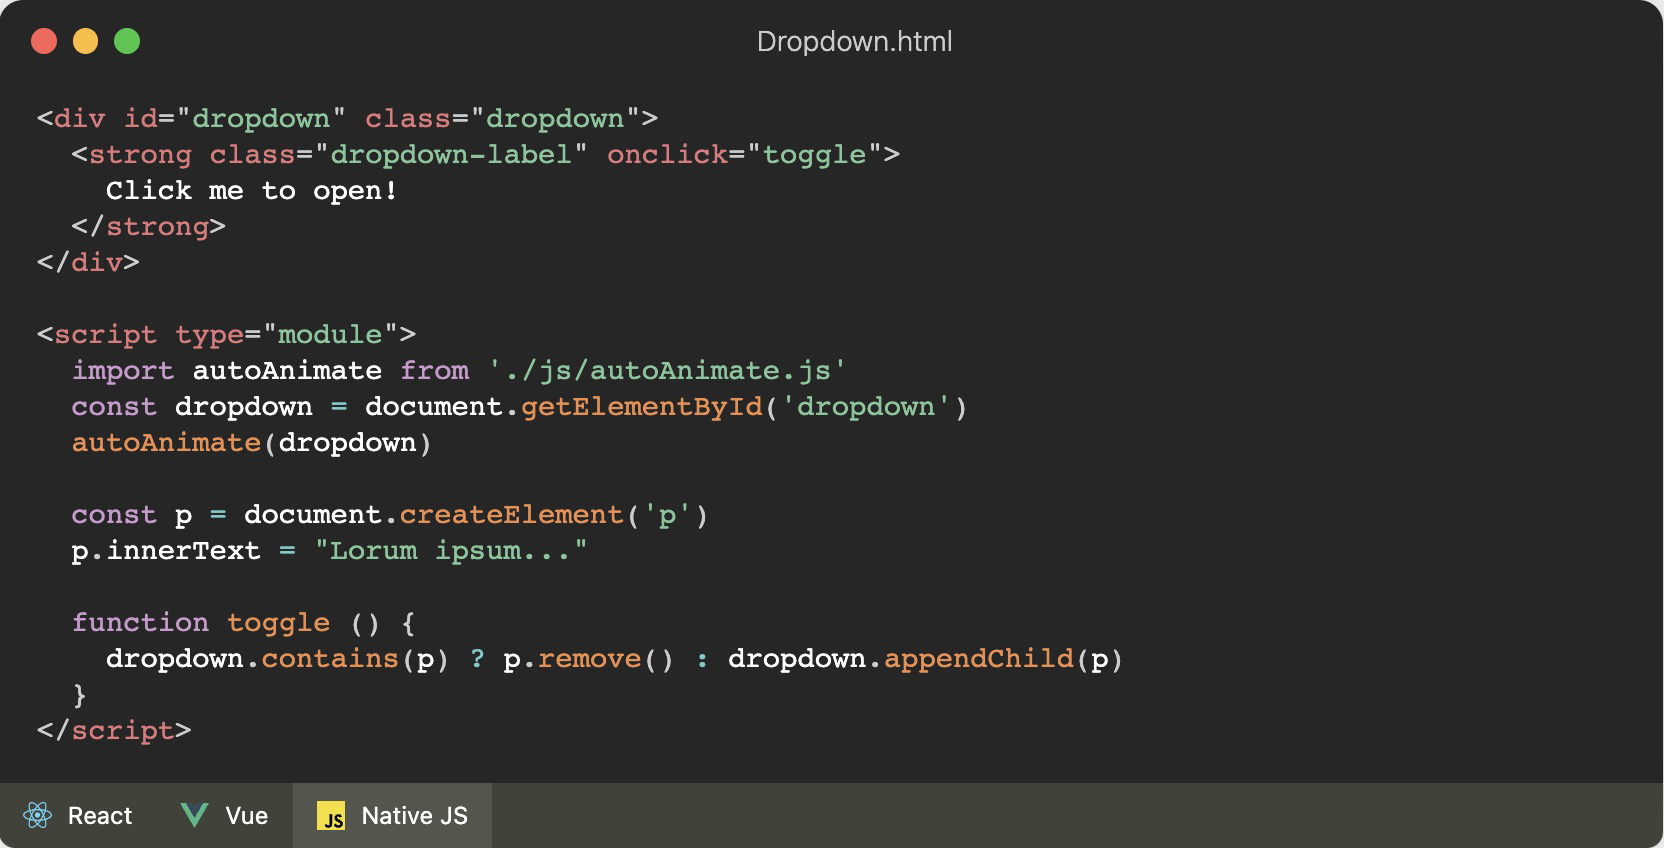 Dropdown.html
<div id="dropdown" class="dropdown">
  <strong class="dropdown-label" onclick="toggle">
    Click me to open!
  </strong>
</div>
<script type="module">
  import autoAnimate from './js/autoAnimate.js'
  const dropdown = document.getElementById('dropdown')
  autoAnimate(dropdown)
  const p = document.createElement('p')
  p.innerText = "Lorum ipsum..."
  function toggle () {
    dropdown.contains(p) ? p.remove() : dropdown.appendChild(p)
  }
</script>
React Vue JS Native JS